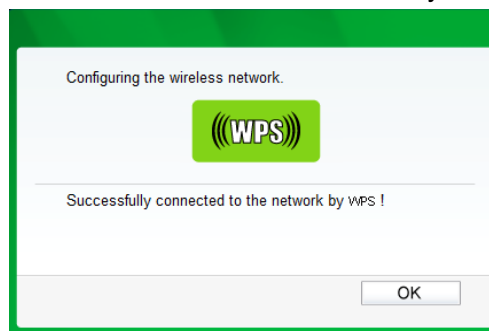 Configuring the wireless network.
(((WPS)))
Successfully connected to the network by WPS !
OK